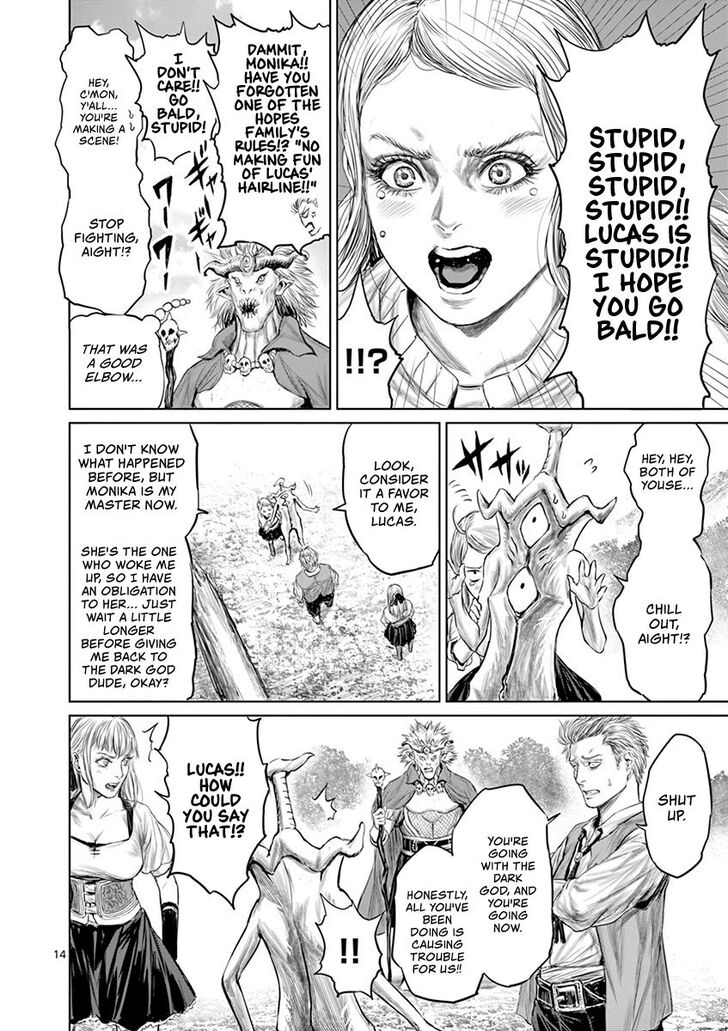 STUPID,
STUPID,
STUPID,
STUPID!!
LUCAS IS
STUPID!!
I HOPE
YOU GO
BALD!!
!!?
DAMMIT,
MONIKA!!
HAVE YOU
FORGOTTEN
ONE OF THE
HOPES
FAMILY'S
RULES!? "NO
MAKING FUN
OF LUCAS'
HAIRLINE!!"
I
DON'T
CARE!!
GO
BALD,
STUPID!
ギャー
ワーワー
HEY,
C'MON,
Y'ALL...
YOU'RE
MAKING A
SCENE!
STOP
FIGHTING,
AIGHT!?
THAT WAS
A GOOD
ELBOW...
HEY, HEY,
BOTH OF
YOUSE...
CHILL
OUT,
AIGHT!?
LOOK,
CONSIDER
IT A FAVOR
TO ME,
LUCAS.
I DON'T KNOW
WHAT HAPPENED
BEFORE, BUT
MONIKA IS MY
MASTER NOW.
SHE'S THE ONE
WHO WOKE ME
UP, SO I HAVE
AN OBLIGATION
TO HER... JUST
WAIT A LITTLE
LONGER
BEFORE GIVING
ME BACK TO
THE DARK GOD
DUDE, OKAY?
SHUT
UP.
YOU'RE
GOING
WITH THE
DARK
GOD, AND
YOU'RE
GOING
NOW.
HONESTLY,
ALL YOU'VE
BEEN
DOING IS
CAUSING
TROUBLE
FOR US!!
!!
LUCAS!!
HOW
COULD
YOU SAY
THAT!?
14